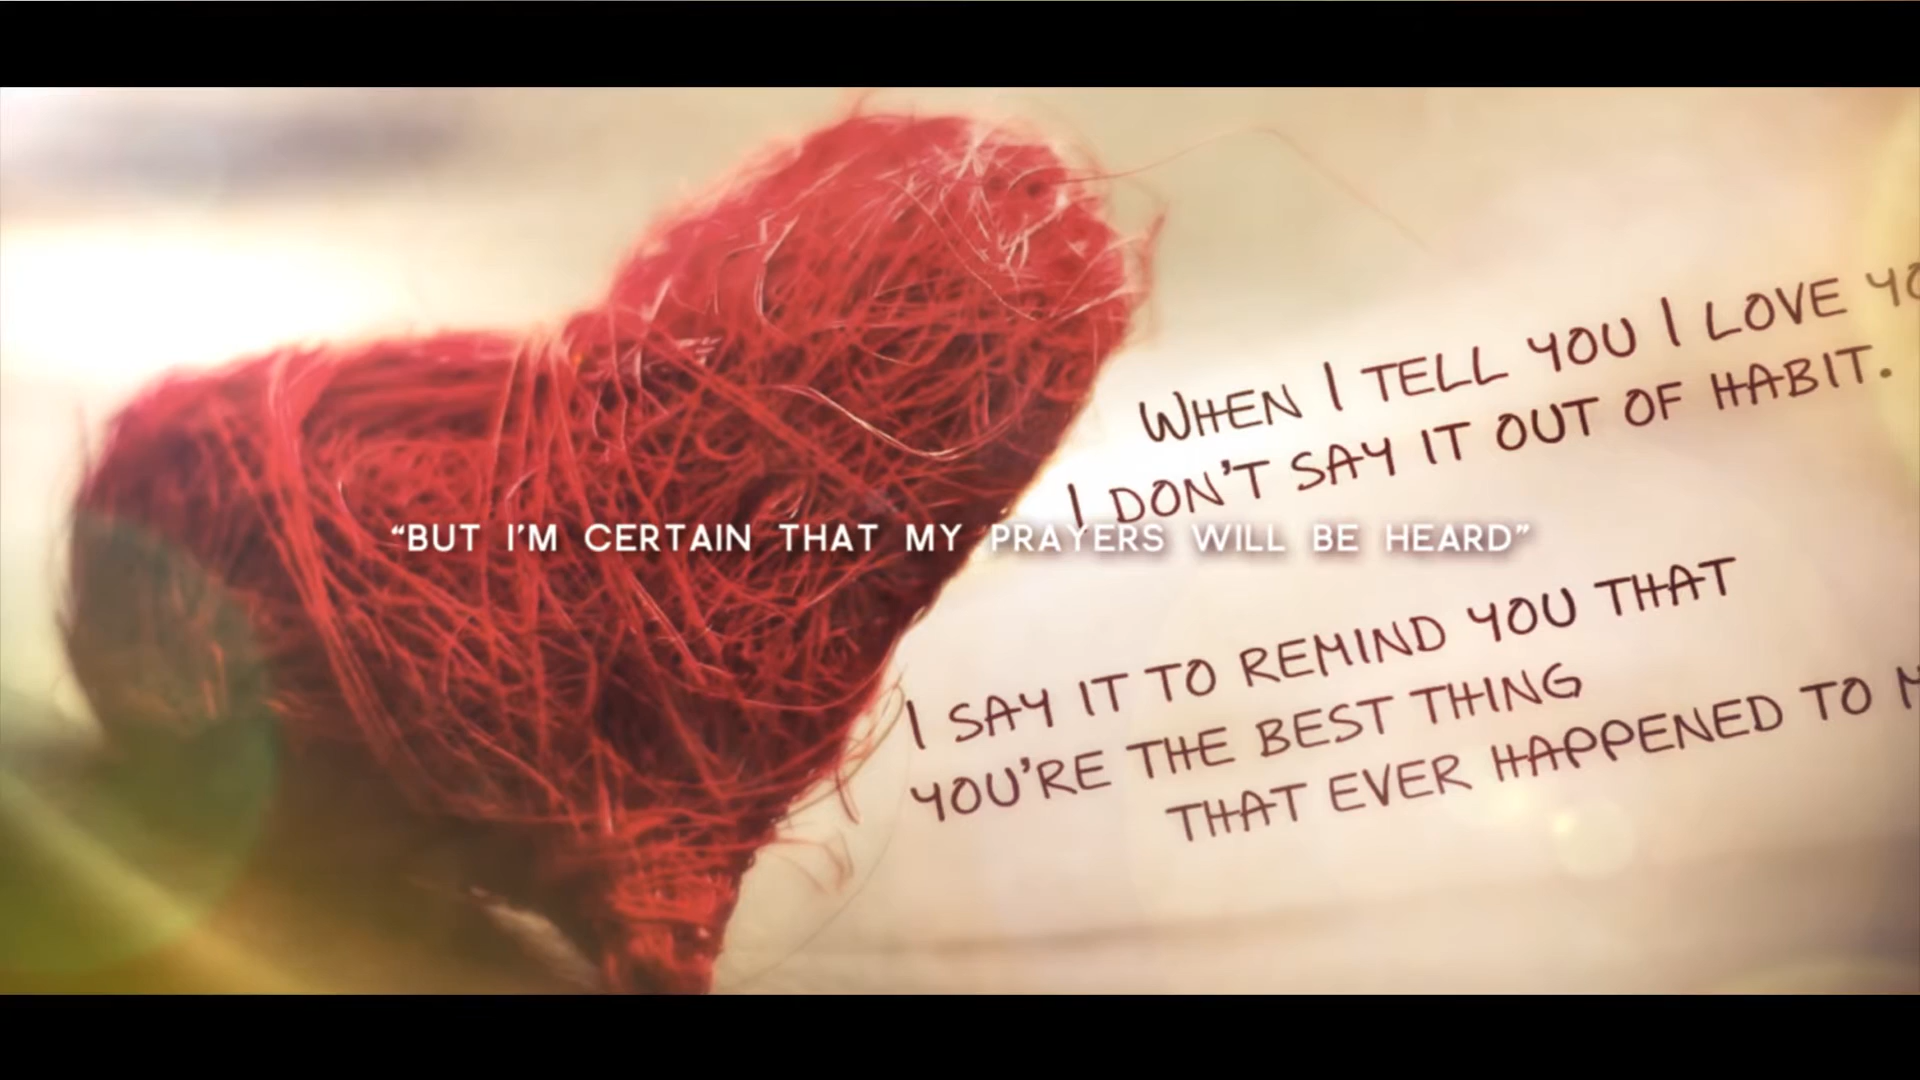 WHEN I TELL YOU I LOVE
I DON'T SAY IT OUT OF HABIT.
“BUT I'M CERTAIN THAT MY PRAYERS WILL BE HEARD”
I SAY IT TO REMIND YOU THAT
YOU'RE THE BEST THING
THAT EVER HAPPENED TO